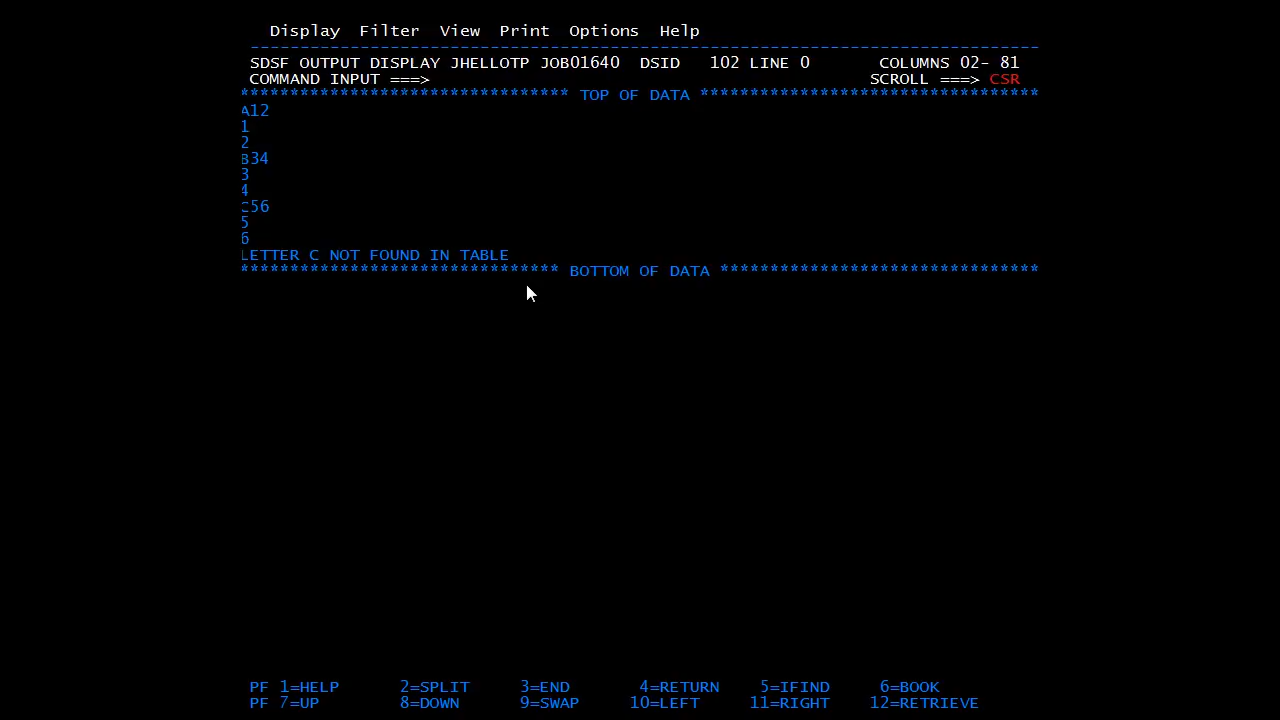 Display Filter View Print Options Help
-------------------------------------------------------------------------------
SDSF OUTPUT DISPLAY JHELLOTP JOB01640 DSID 102 LINE 0 COLUMNS 02- 81
COMMAND INPUT ===> SCROLL ===> CSR
********************************* TOP OF DATA **********************************
A12
1
2
B34
3
4
C56
5
6
LETTER C NOT FOUND IN TABLE
******************************** BOTTOM OF DATA ********************************
PF 1=HELP 2=SPLIT 3=END 4=RETURN 5=IFIND 6=BOOK
PF 7=UP 8=DOWN 9=SWAP 10=LEFT 11=RIGHT 12=RETRIEVE